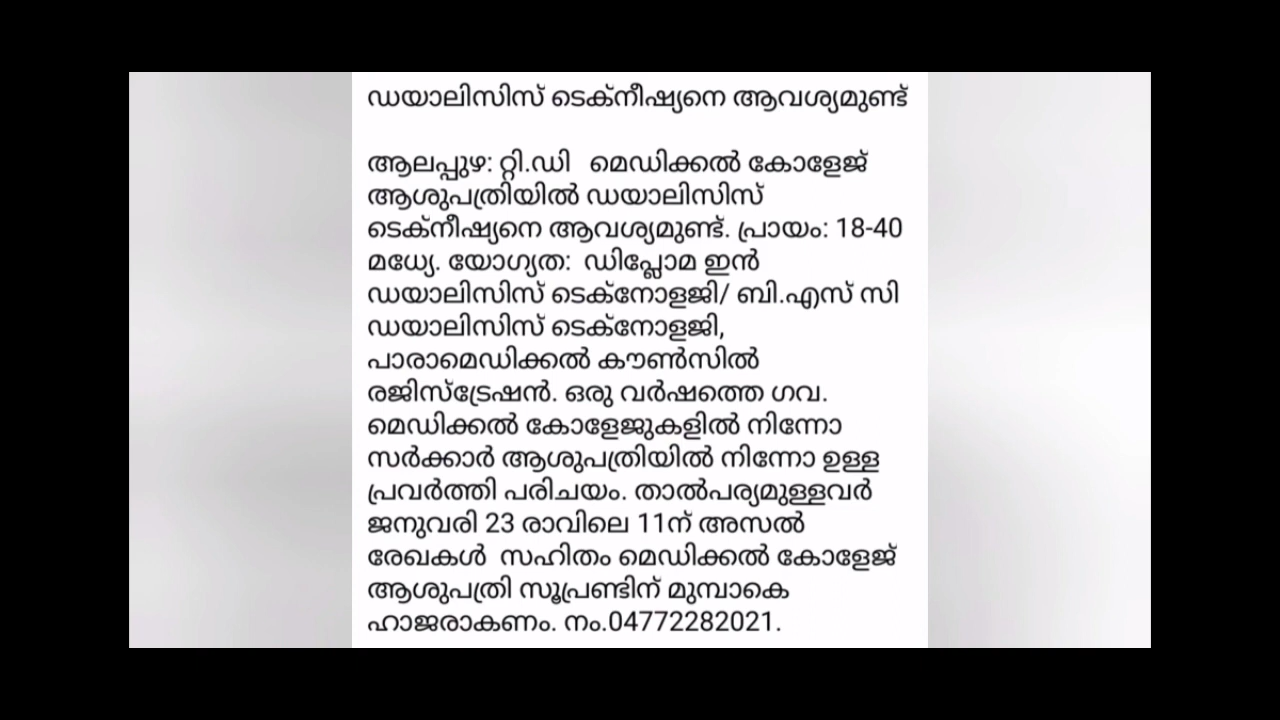 ഡയാലിസിസ് ടെക്നീഷ്യനെ ആവശ്യമുണ്ട്
ആലപ്പുഴ: റ്റി.ഡി മെഡിക്കൽ കോളേജ്
ആശുപത്രിയിൽ ഡയാലിസിസ്
ടെക്നീഷ്യനെ ആവശ്യമുണ്ട്. പ്രായം: 18-40
മധ്യേ. യോഗ്യത: ഡിപ്ലോമ ഇൻ
ഡയാലിസിസ് ടെക്നോളജി/ ബി.എസ് സി
ഡയാലിസിസ് ടെക്നോളജി,
പാരാമെഡിക്കൽ കൗൺസിൽ
രജിസ്ട്രേഷൻ. ഒരു വർഷത്തെ ഗവ.
മെഡിക്കൽ കോളേജുകളിൽ നിന്നോ
സർക്കാർ ആശുപത്രിയിൽ നിന്നോ ഉള്ള
പ്രവർത്തി പരിചയം. താൽപര്യമുള്ളവർ
ജനുവരി 23 രാവിലെ 11ന് അസൽ
രേഖകൾ സഹിതം മെഡിക്കൽ കോളേജ്
ആശുപത്രി സൂപ്രണ്ടിന് മുമ്പാകെ
ഹാജരാകണം. നം.04772282021.